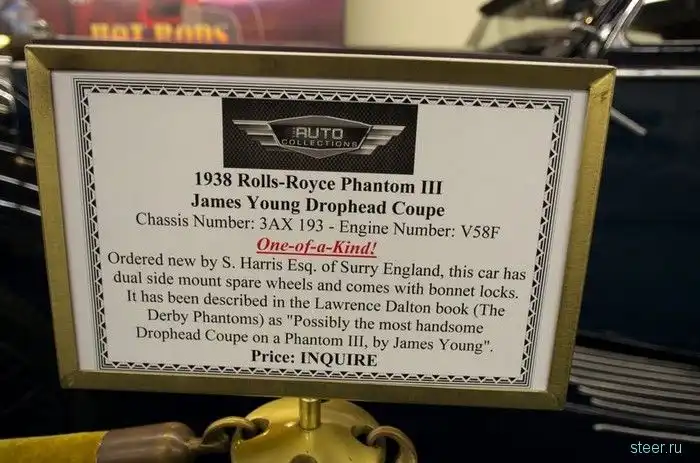 HOT RODS
THE AUTO
COLLECTIONS
1938 Rolls-Royce Phantom III
James Young Drophead Coupe
Chassis Number: 3AX 193 - Engine Number: V58F
One-of-a-Kind!
Ordered new by S. Harris Esq. of Surry England, this car has
dual side mount spare wheels and comes with bonnet locks.
It has been described in the Lawrence Dalton book (The
Derby Phantoms) as "Possibly the most handsome
Drophead Coupe on a Phantom III, by James Young".
Price: INQUIRE
steer.ru